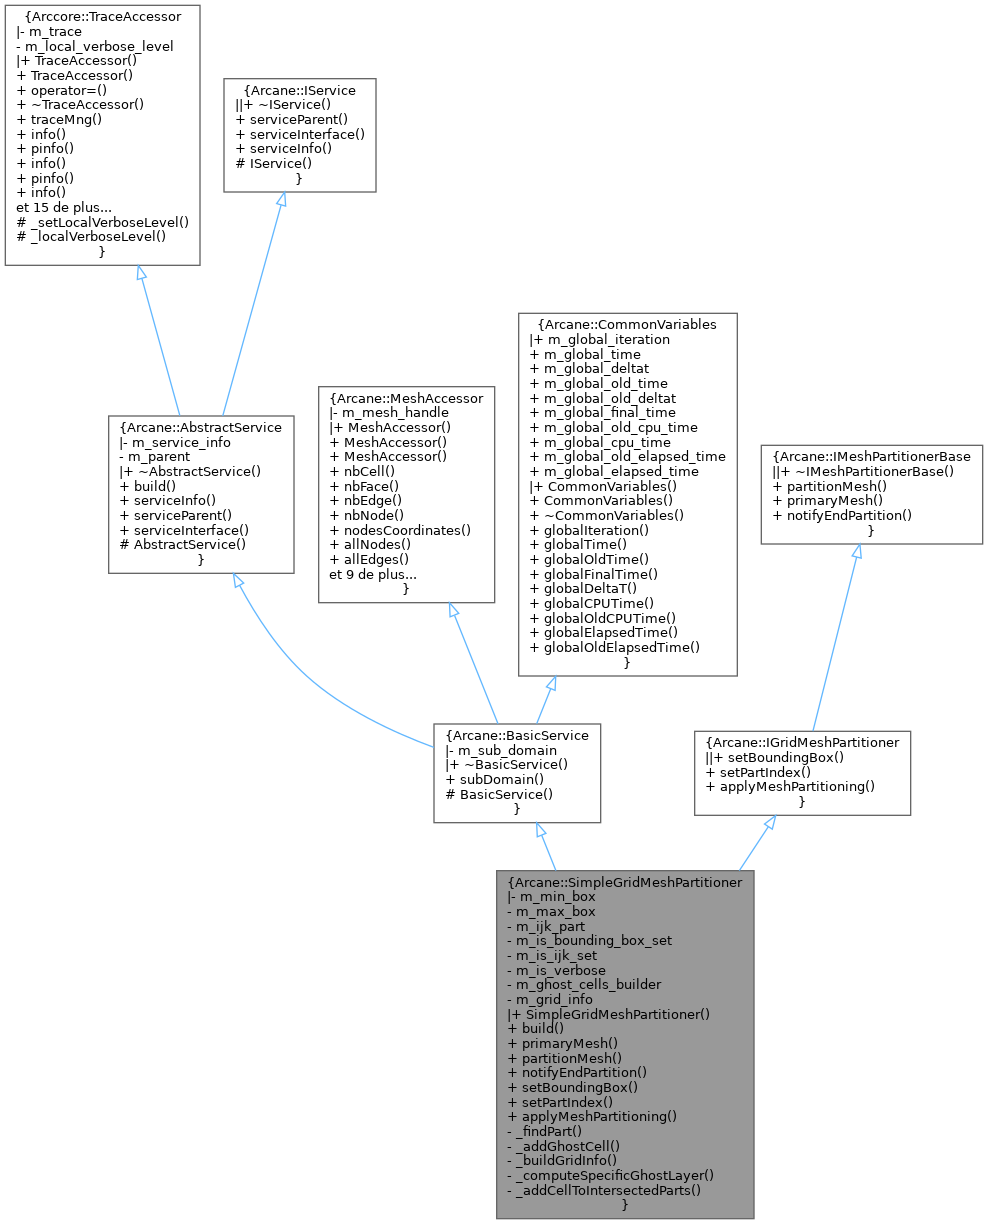 {Arccore::TraceAccessor
|- m_trace
- m_local_verbose_level
|+ TraceAccessor()
+ TraceAccessor()
+ operator=()
+ ~TraceAccessor()
+ traceMng()
+ info()
+ pinfo()
+ info()
+ pinfo()
+ info()
et 15 de plus...
# _setLocalVerboseLevel()
# _localVerboseLevel()
}
{Arcane::IService
||+ ~IService()
+ serviceParent()
+ serviceInterface()
+ serviceInfo()
# IService()
}
{Arcane::AbstractService
|- m_service_info
- m_parent
|+ ~AbstractService()
+ build()
+ serviceInfo()
+ serviceParent()
+ serviceInterface()
# AbstractService()
}
{Arcane::MeshAccessor
|- m_mesh_handle
|+ MeshAccessor()
+ MeshAccessor()
+ MeshAccessor()
+ nbCell()
+ nbFace()
+ nbEdge()
+ nbNode()
+ nodesCoordinates()
+ allNodes()
+ allEdges()
et 9 de plus...
}
{Arcane::CommonVariables
|+ m_global_iteration
+ m_global_time
+ m_global_deltat
+ m_global_old_time
+ m_global_old_deltat
+ m_global_final_time
+ m_global_old_cpu_time
+ m_global_cpu_time
+ m_global_old_elapsed_time
+ m_global_elapsed_time
|+ CommonVariables()
+ CommonVariables()
+ ~CommonVariables()
+ globalIteration()
+ globalTime()
+ globalOldTime()
+ globalFinalTime()
+ globalDeltaT()
+ globalCPUTime()
+ globalOldCPUTime()
+ globalElapsedTime()
+ globalOldElapsedTime()
}
{Arcane::IMeshPartitionerBase
||+ ~IMeshPartitionerBase()
+ partitionMesh()
+ primaryMesh()
+ notifyEndPartition()
}
{Arcane::BasicService
|- m_sub_domain
|+ ~BasicService()
+ subDomain()
# BasicService()
}
{Arcane::IGridMeshPartitioner
||+ setBoundingBox()
+ setPartIndex()
+ applyMeshPartitioning()
}
{Arcane::SimpleGridMeshPartitioner
|- m_min_box
- m_max_box
- m_ijk_part
- m_is_bounding_box_set
- m_is_ijk_set
- m_is_verbose
- m_ghost_cells_builder
- m_grid_info
|+ SimpleGridMeshPartitioner()
+ build()
+ primaryMesh()
+ partitionMesh()
+ notifyEndPartition()
+ setBoundingBox()
+ setPartIndex()
+ applyMeshPartitioning()
- _findPart()
- _addGhostCell()
- _buildGridInfo()
- _computeSpecificGhostLayer()
- _addCellToIntersectedParts()
}